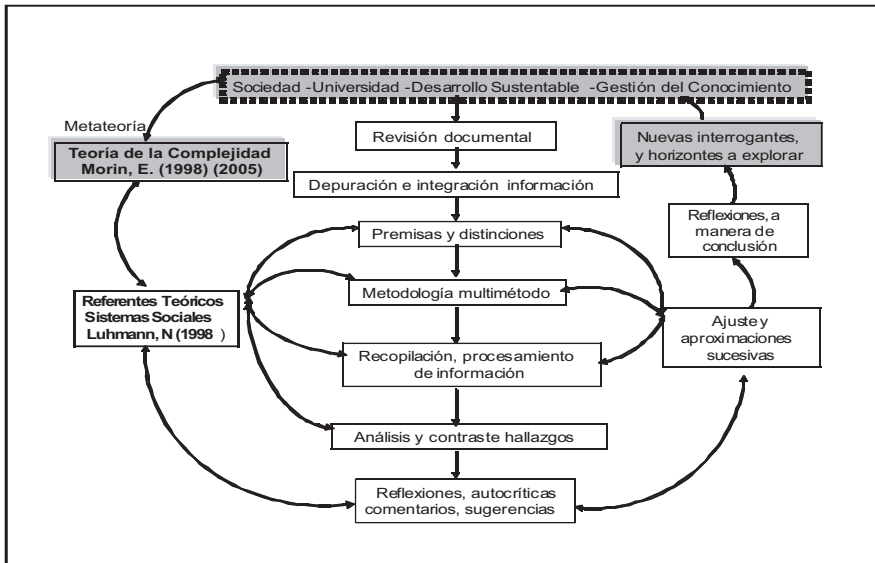 Sociedad -Universidad -Desarrollo Sustentable -Gestión del Conocimiento
Metateoría
Teoría de la Complejidad
Morin, E. (1998) (2005)
Revisión documental
Nuevas interrogantes,
y horizontes a explorar
Depuración e integración información
Reflexiones, a
manera de
conclusión
Premisas y distinciones
Metodología multimétodo
Referentes Teóricos
Sistemas Sociales
Luhmann, N (1998 )
Ajuste y
aproximaciones
sucesivas
Recopilación, procesamiento
de información
Análisis y contraste hallazgos
Reflexiones, autocríticas
comentarios, sugerencias